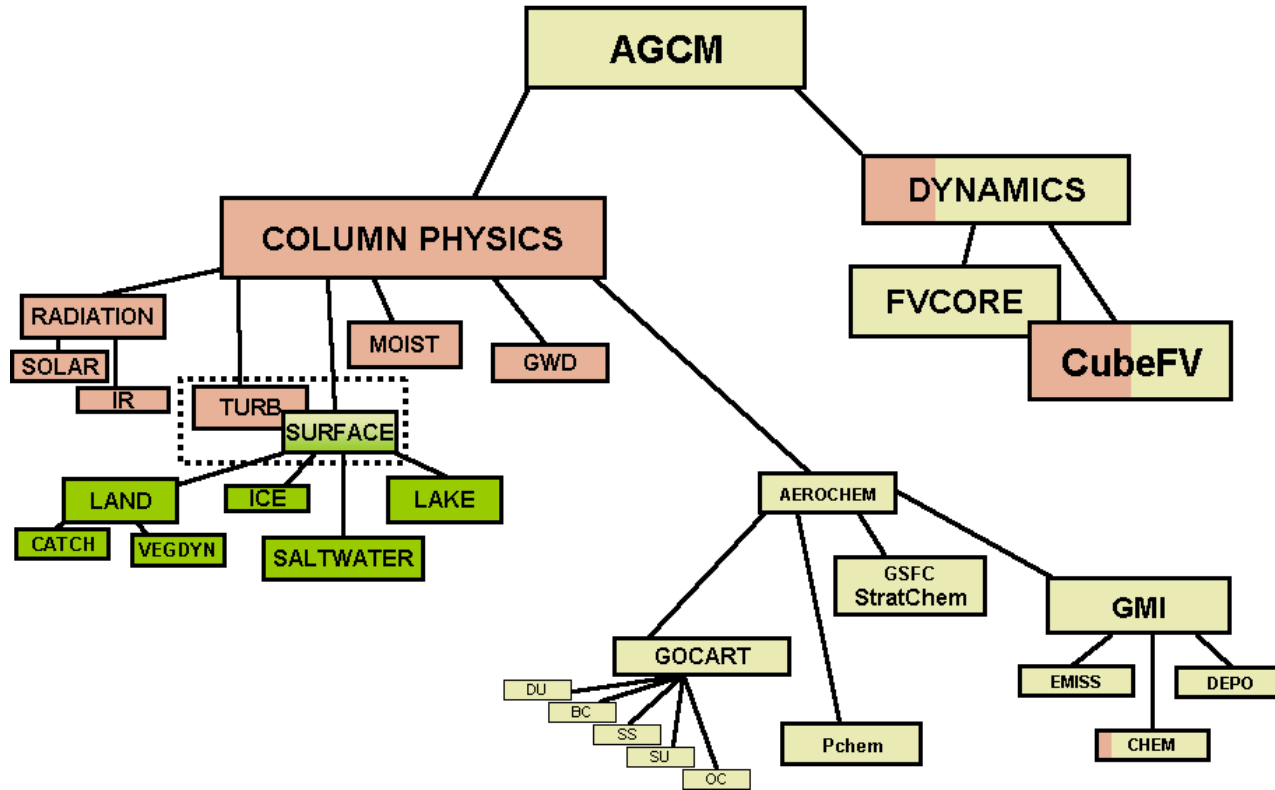 AGCM
DYNAMICS
COLUMN PHYSICS
FVCORE
RADIATION
MOIST
CubeFV
SOLAR
GWD
IR
TURB
SURFACE
LAND
ICE
LAKE
AEROCHEM
CATCH
VEGDYN
SALTWATER
GSFC
StratChem
GMI
GOCART
EMISS
DEPO
DU
BC
SS
SU
OC
Pchem
CHEM